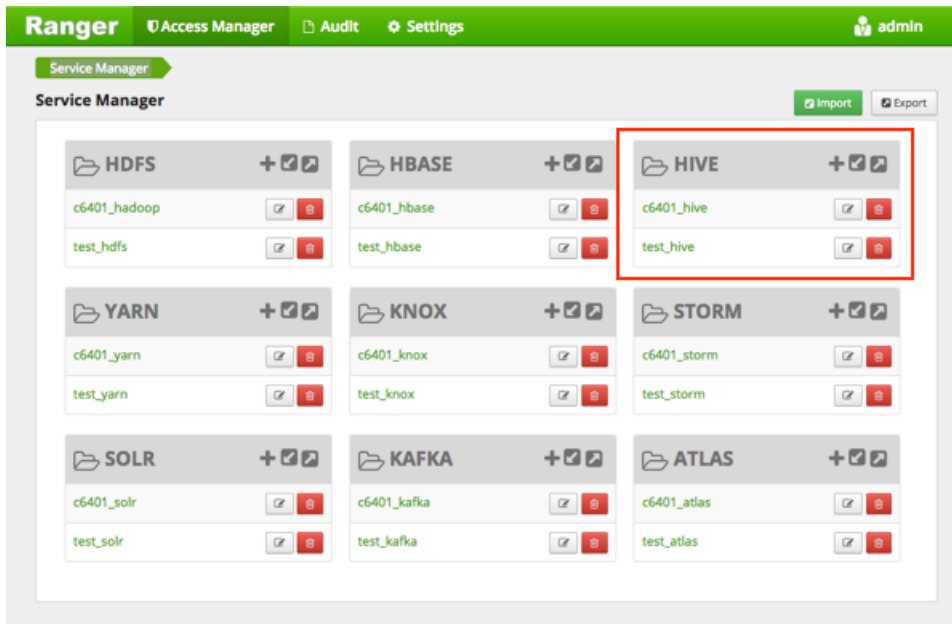 Ranger Access Manager Audit Settings admin
Service Manager
Service Manager Import Export
HDFS HBASE HIVE
c6401_hadoop c6401_hbase c6401_hive
test_hdfs test_hbase test_hive
YARN KNOX STORM
c6401_yarn c6401_knox c6401_storm
test_yarn test_knox test_storm
SOLR KAFKA ATLAS
c6401_solr c6401_kafka c6401_atlas
test_solr test_kafka test_atlas